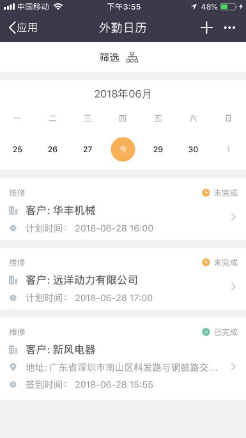 中国移动 下午3:55 48%
应用 外勤日历
筛选
2018年06月
一 二 三 四 五 六 日
25 26 27 今 29 30 1
维修 未完成
客户: 华丰机械
计划时间: 2018-06-28 16:00
维修 未完成
客户: 远洋动力有限公司
计划时间: 2018-06-28 17:00
维修 已完成
客户: 新风电器
地址: 广东省深圳市南山区科发路与铜鼓路交...
签到时间: 2018-06-28 15:55